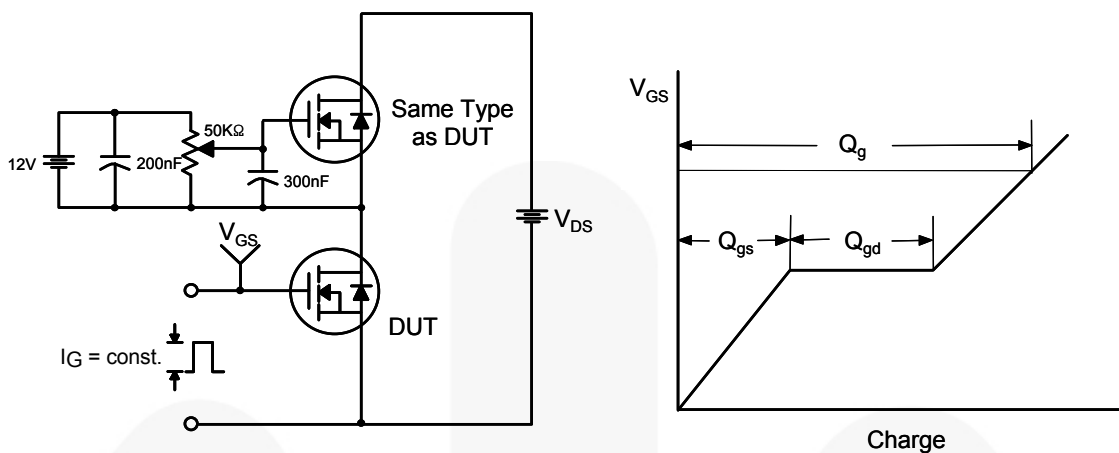 Same Type
as DUT
12V
200nF
50KΩ
300nF
V_GS
DUT
I_G = const.
V_DS
V_GS
Q_g
Q_gs
Q_gd
Charge